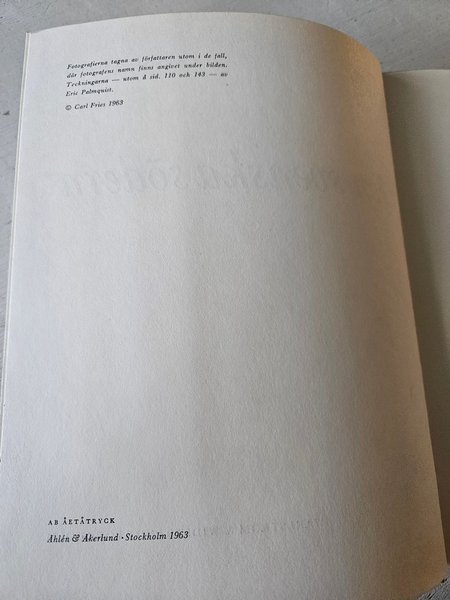 Fotografierna tagna av författaren utom i de fall,
där fotografens namn finns angivet under bilden.
Teckningarna — utom å sid. 110 och 143 — av
Eric Palmquist.
© Carl Fries 1963
AB ÅETÅTRYCK
Åhlén & Åkerlund · Stockholm 1963